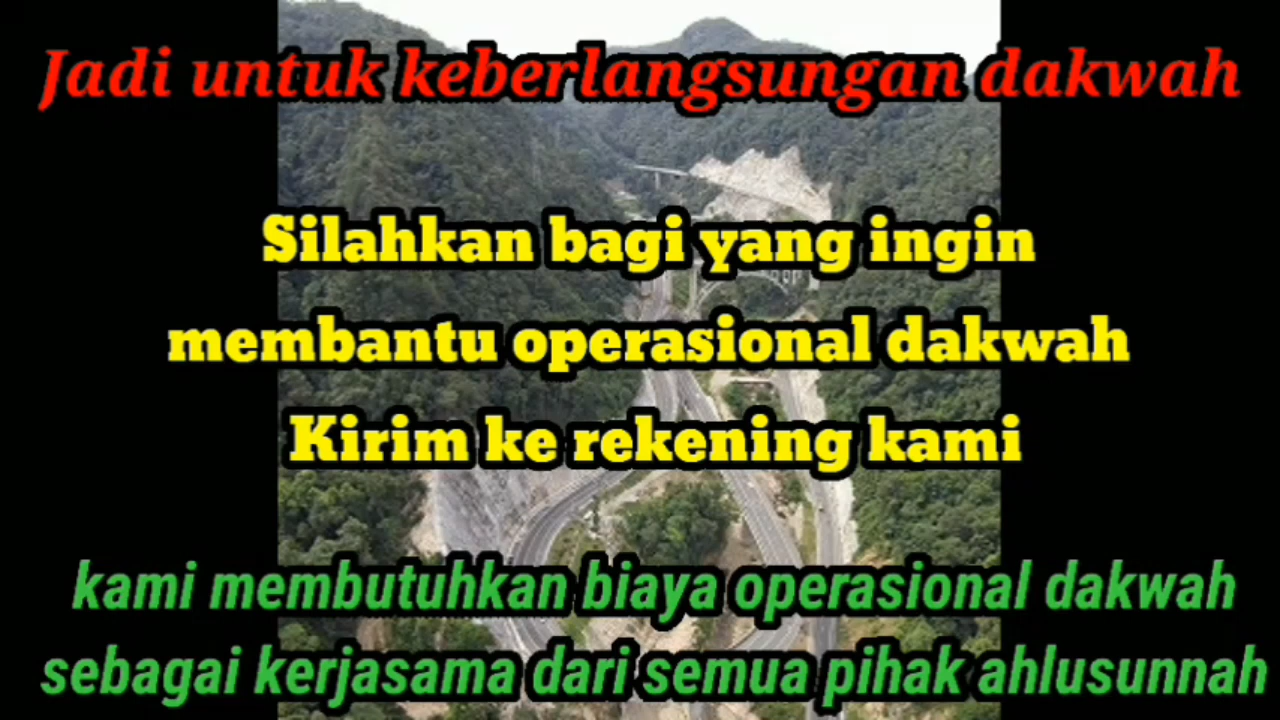 Jadi untuk keberlangsungan dakwah
Silahkan bagi yang ingin
membantu operasional dakwah
Kirim ke rekening kami
kami membutuhkan biaya operasional dakwah
sebagai kerjasama dari semua pihak ahlusunnah